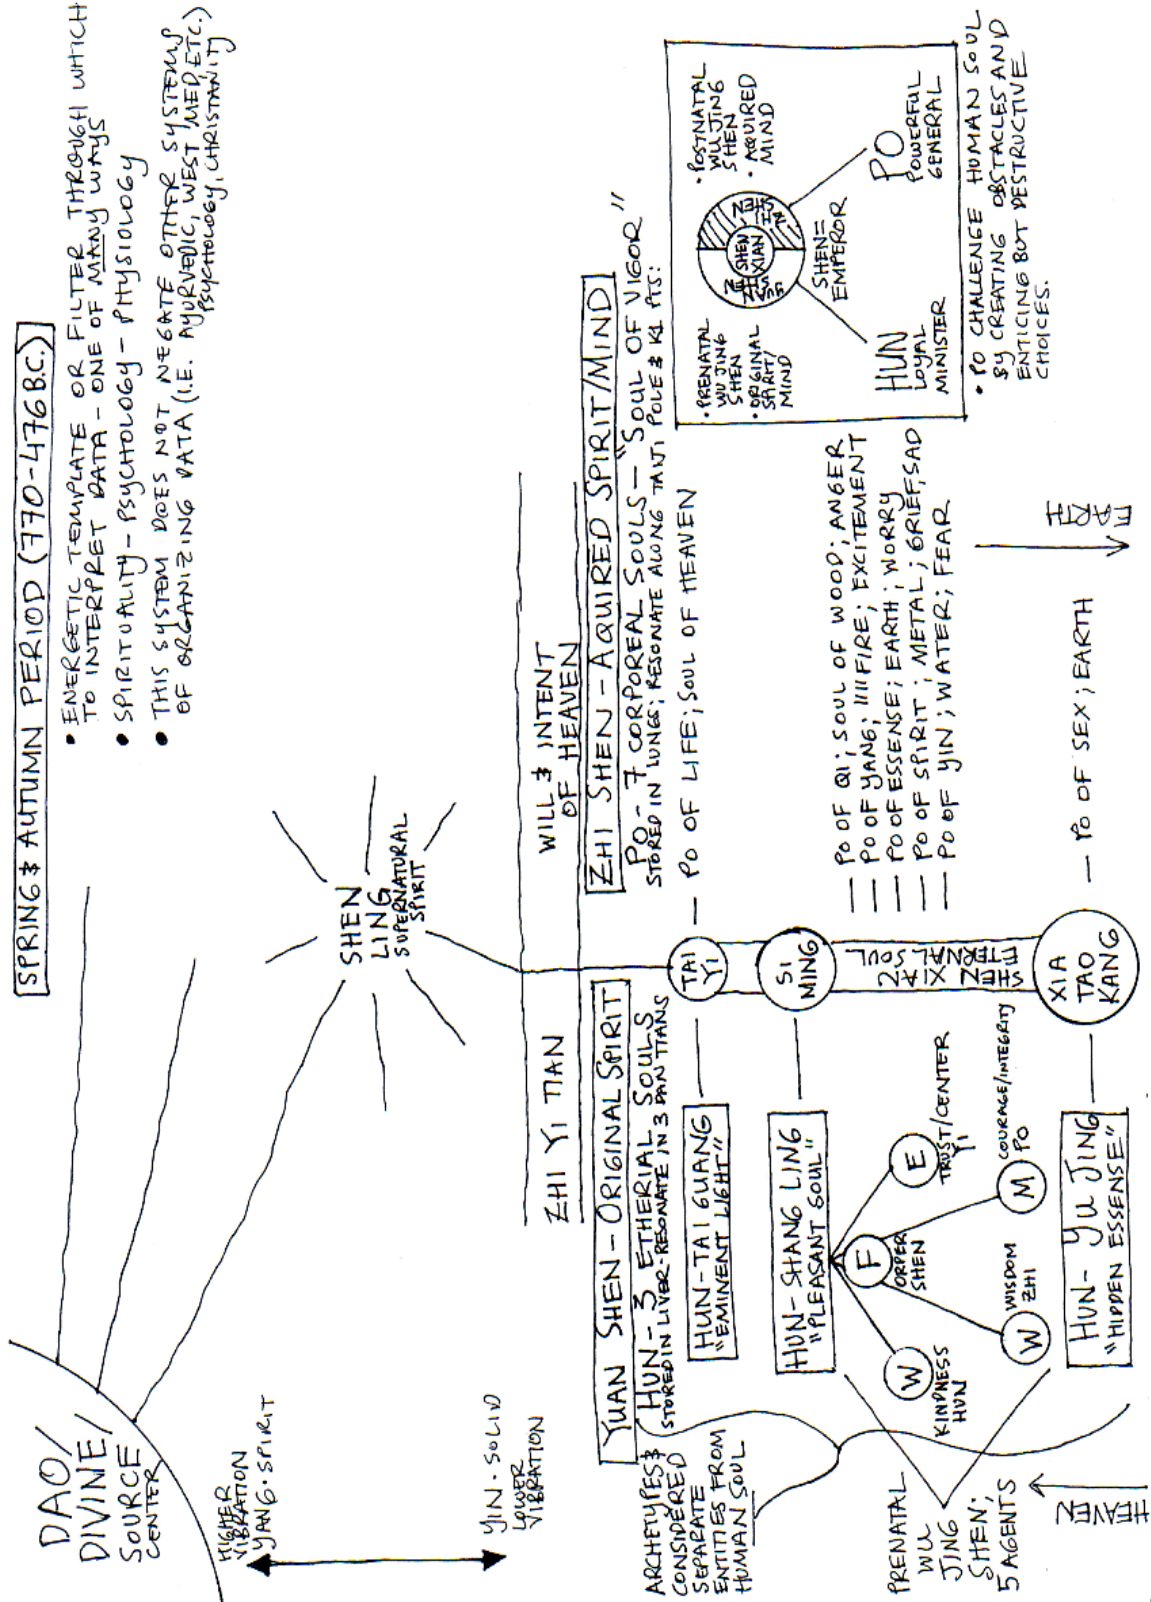 SPRING & AUTUMN PERIOD (770-476 B.C.)
• ENERGETIC TEMPLATE OR FILTER THROUGH WHICH
TO INTERPRET DATA - ONE OF MANY WAYS
• SPIRITUALITY - PSYCHOLOGY - PHYSIOLOGY
• THIS SYSTEM DOES NOT NEGATE OTHER SYSTEMS
OF ORGANIZING DATA (I.E. AYURVEDIC, WEST MED, ETC.)
PSYCHOLOGY, CHRISTANITY
DAO/
DIVINE/
SOURCE
CENTER
HIGHER
VIBRATION
YANG·SPIRIT
YIN·SOLID
LOWER
VIBRATION
SHEN
LING
SUPERNATURAL
SPIRIT
ZHI YI TIAN
WILL & INTENT
OF HEAVEN
YUAN SHEN - ORIGINAL SPIRIT
HUN - 3 ETHERIAL SOULS
STORED IN LIVER - RESONATE IN 3 DAN TIANS
ZHI SHEN - AQUIRED SPIRIT/MIND
PO - 7 CORPOREAL SOULS - "SOUL OF VIGOR"
STORED IN LUNGS; RESONATE ALONG TAIJI POLE & K1 PTS:
ARCHETYPES &
CONSIDERED
SEPARATE
ENTITIES FROM
HUMAN SOUL
HUN - TAI GUANG
"EMINENT LIGHT"
TAI
YI
PO OF LIFE; SOUL OF HEAVEN
HUN - SHANG LING
"PLEASANT SOUL"
SI
MING
PO OF QI; SOUL OF WOOD; ANGER
PO OF YANG; IIII FIRE; EXCITEMENT
PO OF ESSENSE; EARTH; WORRY
PO OF SPIRIT; METAL; GRIEF, SAD
PO OF YIN; WATER; FEAR
SHEN XIAN
ETERNAL SOUL
W
KINDNESS
HUN
F
ORDER
SHEN
E
TRUST/CENTER
YI
W
WISDOM
ZHI
M
COURAGE/INTEGRITY
PO
PRENATAL
WU
JING
SHEN;
5 AGENTS
HUN - YU JING
"HIDDEN ESSENSE"
XIA
TAO
KANG
PO OF SEX; EARTH
HEAVEN
EARTH
• PRENATAL
WU JING
SHEN
• ORIGINAL
SPIRIT/
MIND
• POSTNATAL
WU JING
SHEN
• AQUIRED
MIND
SHEN
XIAN
SHEN=
EMPEROR
HUN
LOYAL
MINISTER
PO
POWERFUL
GENERAL
• PO CHALLENGE HUMAN SOUL
BY CREATING OBSTACLES AND
ENTICING BUT DESTRUCTIVE
CHOICES.